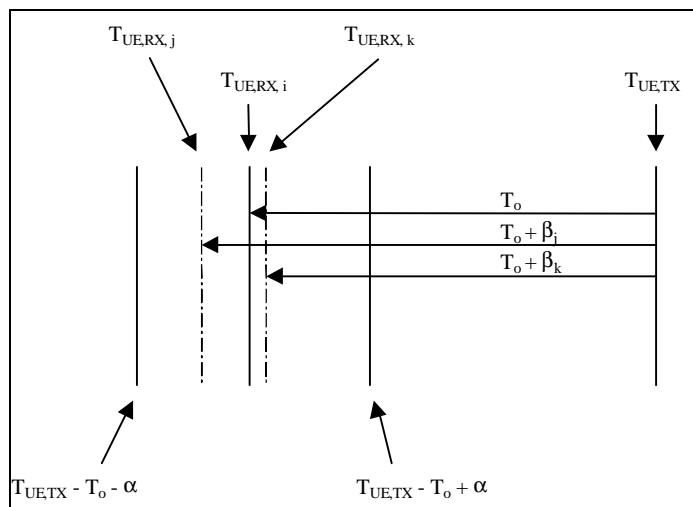 T_UE,RX, j
T_UE,RX, k
T_UE,RX, i
T_UE,TX
T_o
T_o + β_j
T_o + β_k
T_UE,TX - T_o - α
T_UE,TX - T_o + α